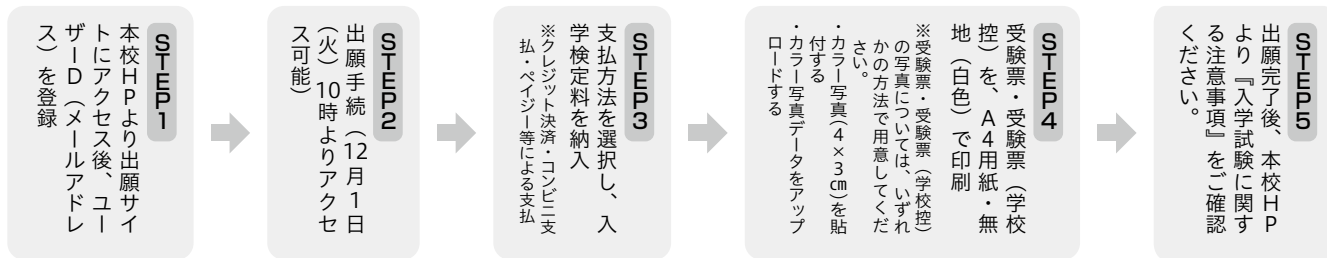 STEP1
本校ＨＰより出願サイ
トにアクセス後、ユー
ザーＤ（メールアドレ
ス）を登録
STEP2
出願手続（12月１日
（火）10時よりアクセ
ス可能）
STEP3
支払方法を選択し、入
学検定料を納入
※クレジット決済・コンビニ支
払・ペイジー等による支払
STEP4
受験票・受験票（学校
控）を、Ａ４用紙・無
地（白色）で印刷
※受験票・受験票（学校控）
の写真については、いずれ
かの方法で用意してくだ
さい。
・カラー写真（４×３㎝）を貼
付する
・カラー写真データをアップ
ロードする
STEP5
出願完了後、本校ＨＰ
より『入学試験に関す
る注意事項』をご確認
ください。